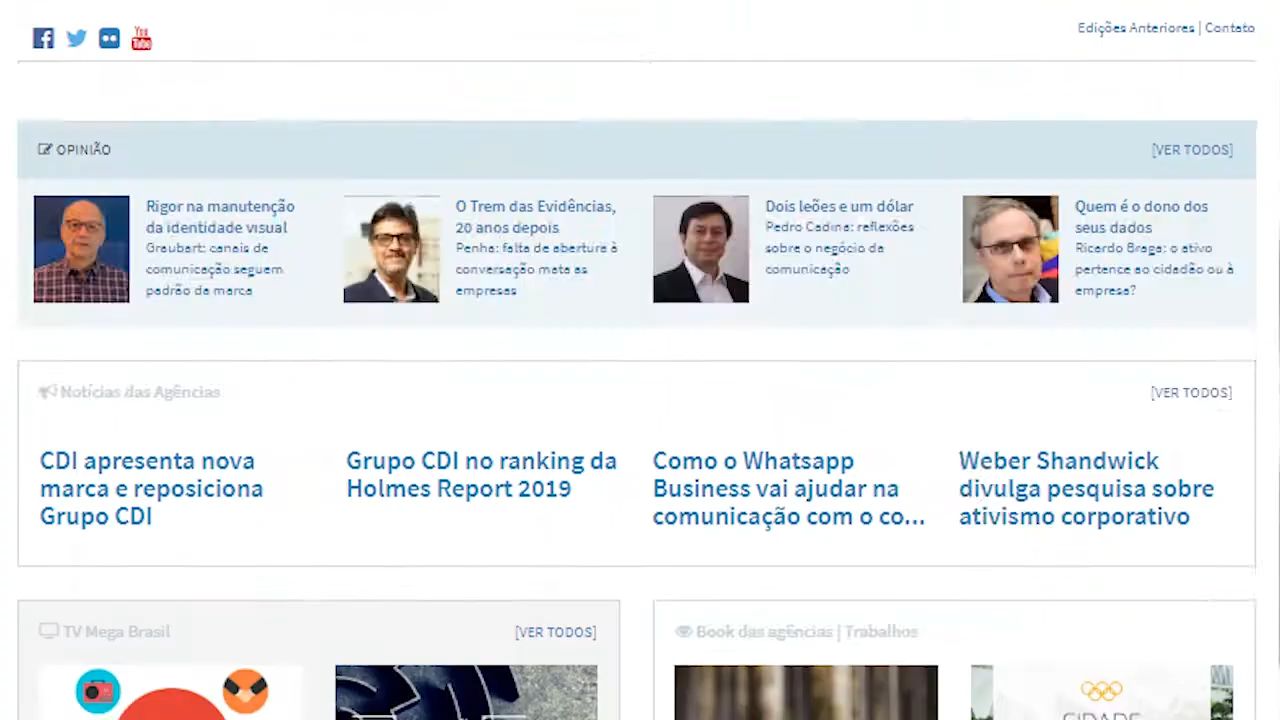 You
Tube
Edições Anteriores | Contato
OPINIÃO
[VER TODOS]
Rigor na manutenção
da identidade visual
Graubart: canais de
comunicação seguem
padrão da marca
O Trem das Evidências,
20 anos depois
Penha: falta de abertura à
conversação mata as
empresas
Dois leões e um dólar
Pedro Cadina: reflexões
sobre o negócio da
comunicação
Quem é o dono dos
seus dados
Ricardo Braga: o ativo
pertence ao cidadão ou à
empresa?
Notícias das Agências
[VER TODOS]
CDI apresenta nova
marca e reposiciona
Grupo CDI
Grupo CDI no ranking da
Holmes Report 2019
Como o Whatsapp
Business vai ajudar na
comunicação com o co...
Weber Shandwick
divulga pesquisa sobre
ativismo corporativo
TV Mega Brasil
[VER TODOS]
Book das agências | Trabalhos
CIDADE